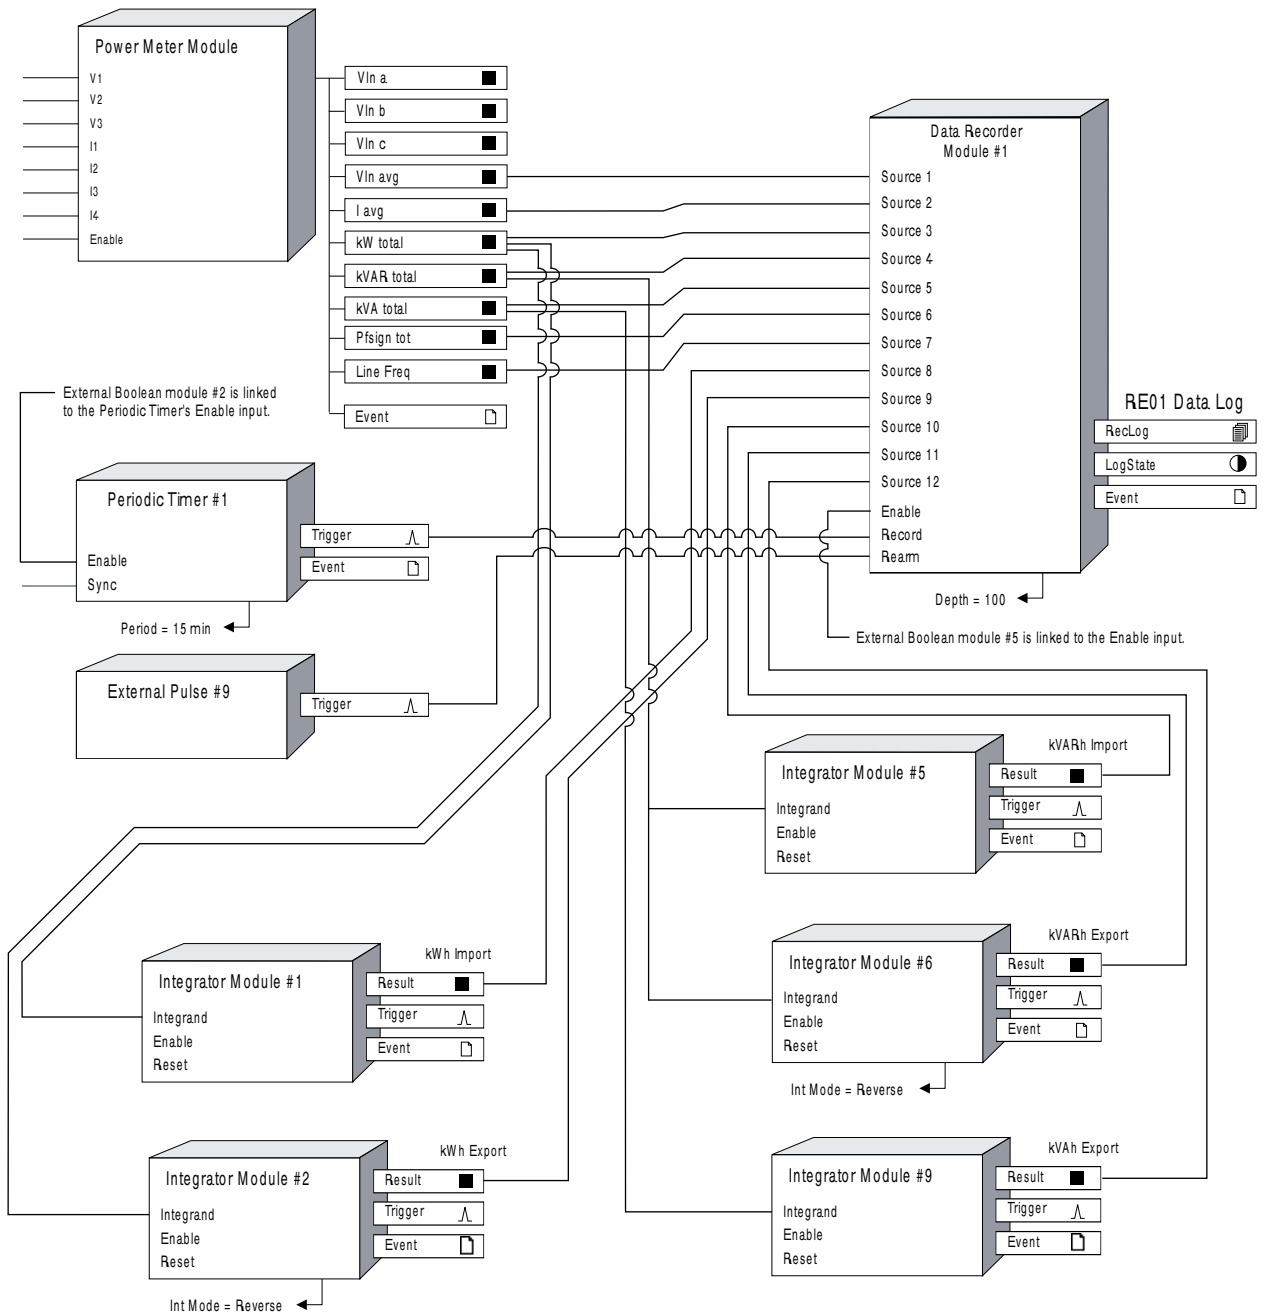 Power Meter Module
V1
V2
V3
I1
I2
I3
I4
Enable
Vln a
Vln b
Vln c
Vln avg
I avg
kW total
kVAR total
kVA total
Pfsign tot
Line Freq
Event
Data Recorder
Module #1
Source 1
Source 2
Source 3
Source 4
Source 5
Source 6
Source 7
Source 8
Source 9
Source 10
Source 11
Source 12
Enable
Record
Rearm
RE01 Data Log
RecLog
LogState
Event
Depth = 100
External Boolean module #5 is linked to the Enable input.
External Boolean module #2 is linked
to the Periodic Timer's Enable input.
Periodic Timer #1
Enable
Sync
Trigger
Event
Period = 15 min
External Pulse #9
Trigger
Integrator Module #5
Integrand
Enable
Reset
kVARh Import
Result
Trigger
Event
Integrator Module #1
Integrand
Enable
Reset
kWh Import
Result
Trigger
Event
Integrator Module #6
Integrand
Enable
Reset
kVARh Export
Result
Trigger
Event
Int Mode = Reverse
Integrator Module #2
Integrand
Enable
Reset
kWh Export
Result
Trigger
Event
Int Mode = Reverse
Integrator Module #9
Integrand
Enable
Reset
kVAh Export
Result
Trigger
Event